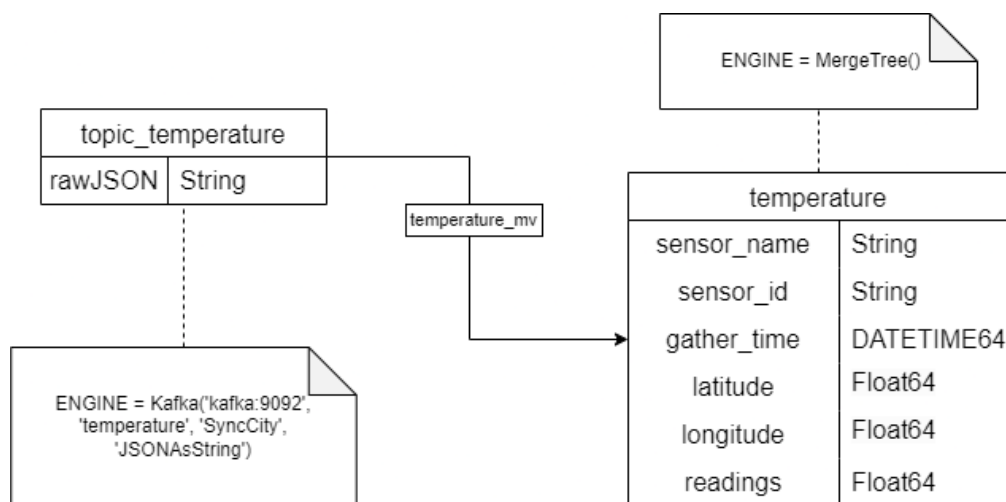 ENGINE = MergeTree()
topic_temperature
rawJSON String
temperature_mv
temperature
sensor_name String
sensor_id String
gather_time DATETIME64
latitude Float64
longitude Float64
readings Float64
ENGINE = Kafka('kafka:9092',
'temperature', 'SyncCity',
'JSONAsString')